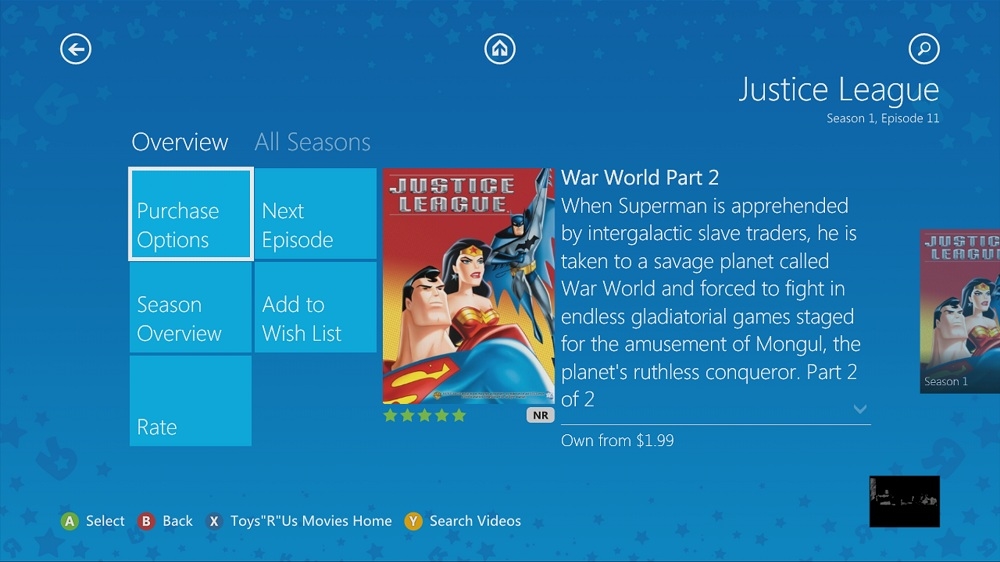 Justice League
Season 1, Episode 11
Overview
All Seasons
Purchase
Options
Next
Episode
Season
Overview
Add to
Wish List
Rate
JUSTICE
LEAGUE
NR
War World Part 2
When Superman is apprehended
by intergalactic slave traders, he is
taken to a savage planet called
War World and forced to fight in
endless gladiatorial games staged
for the amusement of Mongul, the
planet's ruthless conqueror. Part 2
of 2
Own from $1.99
Season 1
A Select
B Back
X Toys"R"Us Movies Home
Y Search Videos